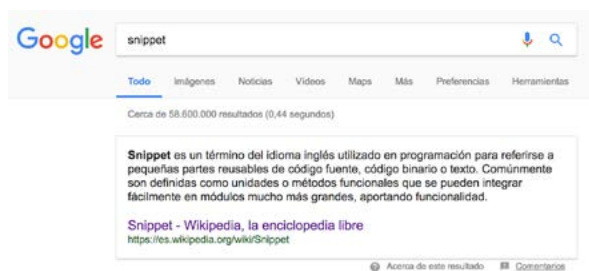 Google
snippet
Todo Imágenes Noticias Vídeos Maps Más Preferencias Herramientas
Cerca de 58.600.000 resultados (0,44 segundos)
Snippet es un término del idioma inglés utilizado en programación para referirse a
pequeñas partes reusables de código fuente, código binario o texto. Comúnmente
son definidas como unidades o métodos funcionales que se pueden integrar
fácilmente en módulos mucho más grandes, aportando funcionalidad.
Snippet - Wikipedia, la enciclopedia libre
https://es.wikipedia.org/wiki/Snippet
Acerca de este resultado Comentarios